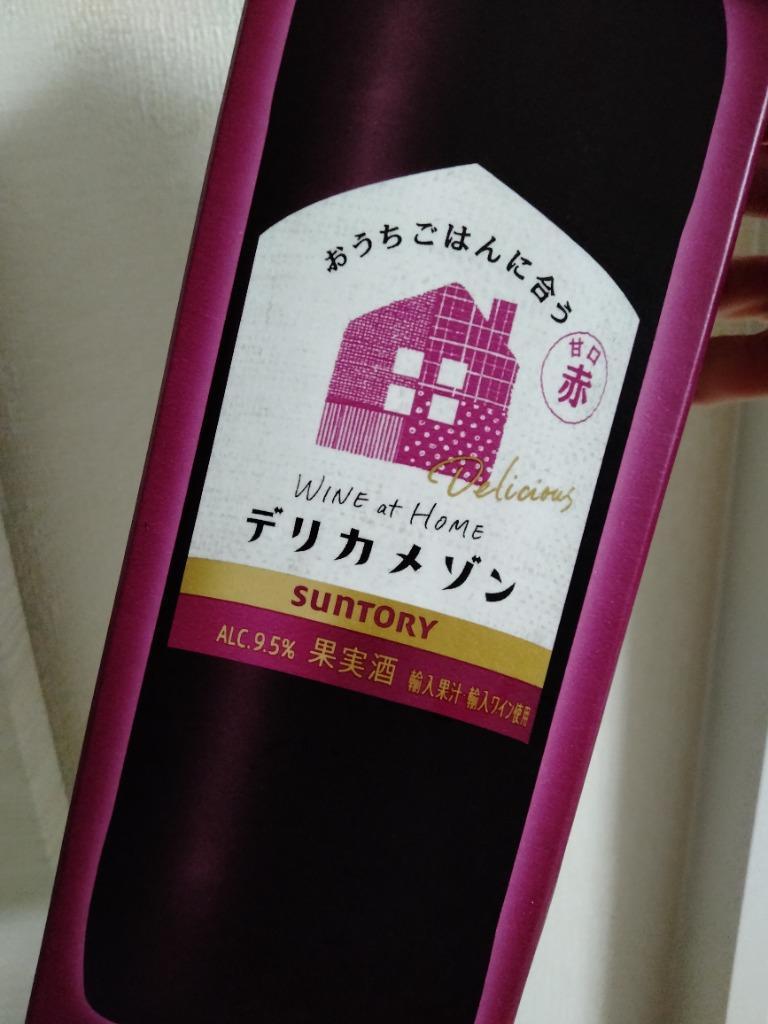 おうちごはんに合う
甘口
赤
Delicious
WINE at HOME
デリカメゾン
SUNTORY
ALC.9.5% 果実酒 輸入果汁・輸入ワイン使用